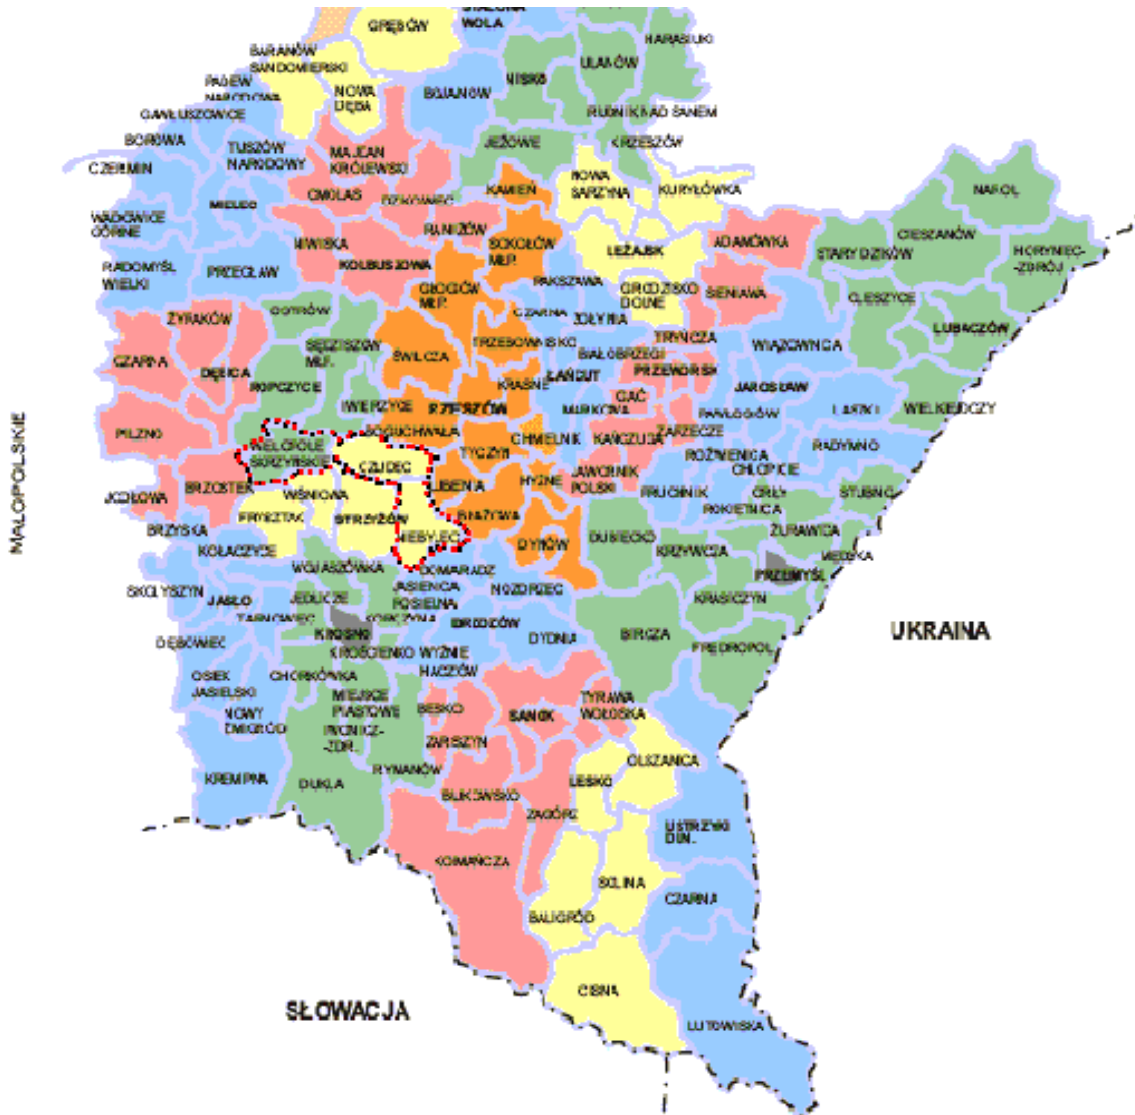 STALOWA
WOLA
GRĘBÓW
HARASIUKI
BARANÓW
SANDOMIERSKI
ULANÓW
NISKO
PADEW
NARODOWA
NOWA
DĘBA
BOJANÓW
GAWŁUSZOWICE
RUDNIK NAD SANEM
BOROWA
TUSZÓW
NARODOWY
MAJDAN
KRÓLEWSKI
JEŻOWE
KRZESZÓW
CZERMIN
CMOLAS
DZIKOWIEC
KAMIEŃ
NOWA
SARZYNA
KURYŁÓWKA
NAROL
MIELEC
WADOWICE
GÓRNE
RANIŻÓW
CIESZANÓW
NIWISKA
SOKOŁÓW
MŁP.
LEŻAJSK
ADAMÓWKA
STARY DZIKÓW
HORYNIEC-
-ZDRÓJ
RADOMYŚL
WIELKI
PRZECŁAW
KOLBUSZOWA
GŁOGÓW
MŁP.
RAKSZAWA
GRODZISKO
DOLNE
SIENIAWA
OLESZYCE
OSTRÓW
CZARNA
ŻOŁYNIA
LUBACZÓW
ŻYRAKÓW
SĘDZISZÓW
MŁP.
TRZEBOWNISKO
TRYŃCZA
WIĄZOWNICA
CZARNA
ŚWILCZA
BIAŁOBRZEGI
DĘBICA
ROPCZYCE
KRASNE
ŁAŃCUT
PRZEWORSK
JAROSŁAW
IWIERZYCE
RZESZÓW
MARKOWA
GAĆ
PAWŁOSIÓW
LASZKI
WIELKIE OCZY
PILZNO
BOGUCHWAŁA
CHMIELNIK
KAŃCZUGA
ZARZECZE
RADYMNO
WIELOPOLE
SKRZYŃSKIE
CZUDEC
TYCZYN
ROŹWIENICA
CHŁOPICE
JODŁOWA
BRZOSTEK
LUBENIA
HYŻNE
JAWORNIK
POLSKI
PRUCHNIK
ORŁY
STUBNO
WIŚNIOWA
ROKIETNICA
FRYSZTAK
STRZYŻÓW
NIEBYLEC
BŁAŻOWA
DYNÓW
DUBIECKO
ŻURAWICA
BRZYSKA
KOŁACZYCE
KRZYWCZA
MEDYKA
WOJASZÓWKA
DOMARADZ
PRZEMYŚL
SKOŁYSZYN
JASŁO
JEDLICZE
JASIENICA
ROSIELNA
NOZDRZEC
KRASICZYN
TARNOWIEC
KORCZYNA
DĘBOWIEC
KROSNO
BRZOZÓW
DYDNIA
BIRCZA
FREDROPOL
KROŚCIENKO WYŻNE
HACZÓW
OSIEK
JASIELSKI
CHORKÓWKA
MIEJSCE
PIASTOWE
BESKO
TYRAWA
WOŁOSKA
NOWY
ŻMIGRÓD
IWONICZ-
-ZDR.
SANOK
ZARSZYN
OLSZANICA
KREMPNA
DUKLA
RYMANÓW
LESKO
BUKOWSKO
ZAGÓRZ
USTRZYKI
DLN.
KOMAŃCZA
SOLINA
CZARNA
BALIGRÓD
CISNA
LUTOWISKA
MAŁOPOLSKIE
UKRAINA
SŁOWACJA